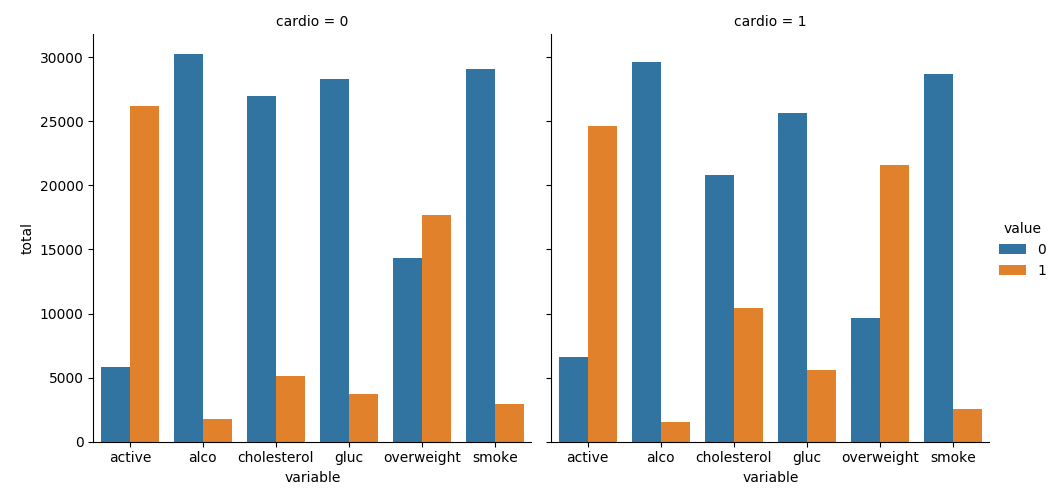 cardio = 0
cardio = 1
total
30000
25000
20000
15000
10000
5000
0
active alco cholesterol gluc overweight smoke
variable
active alco cholesterol gluc overweight smoke
variable
value
0
1